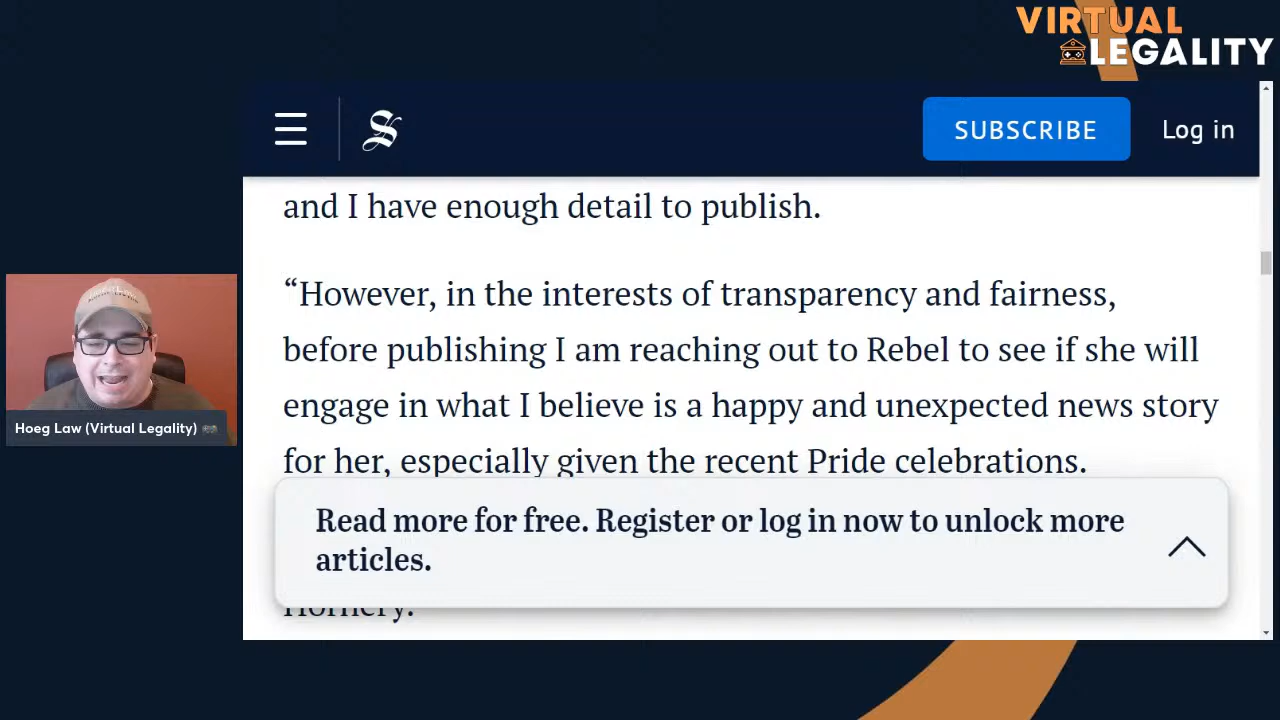 VIRTUAL
LEGALITY
SUBSCRIBE
Log in
and I have enough detail to publish.
“However, in the interests of transparency and fairness,
before publishing I am reaching out to Rebel to see if she will
engage in what I believe is a happy and unexpected news story
for her, especially given the recent Pride celebrations.
Read more for free. Register or log in now to unlock more
articles.
Hornery.
Hoeg Law (Virtual Legality)